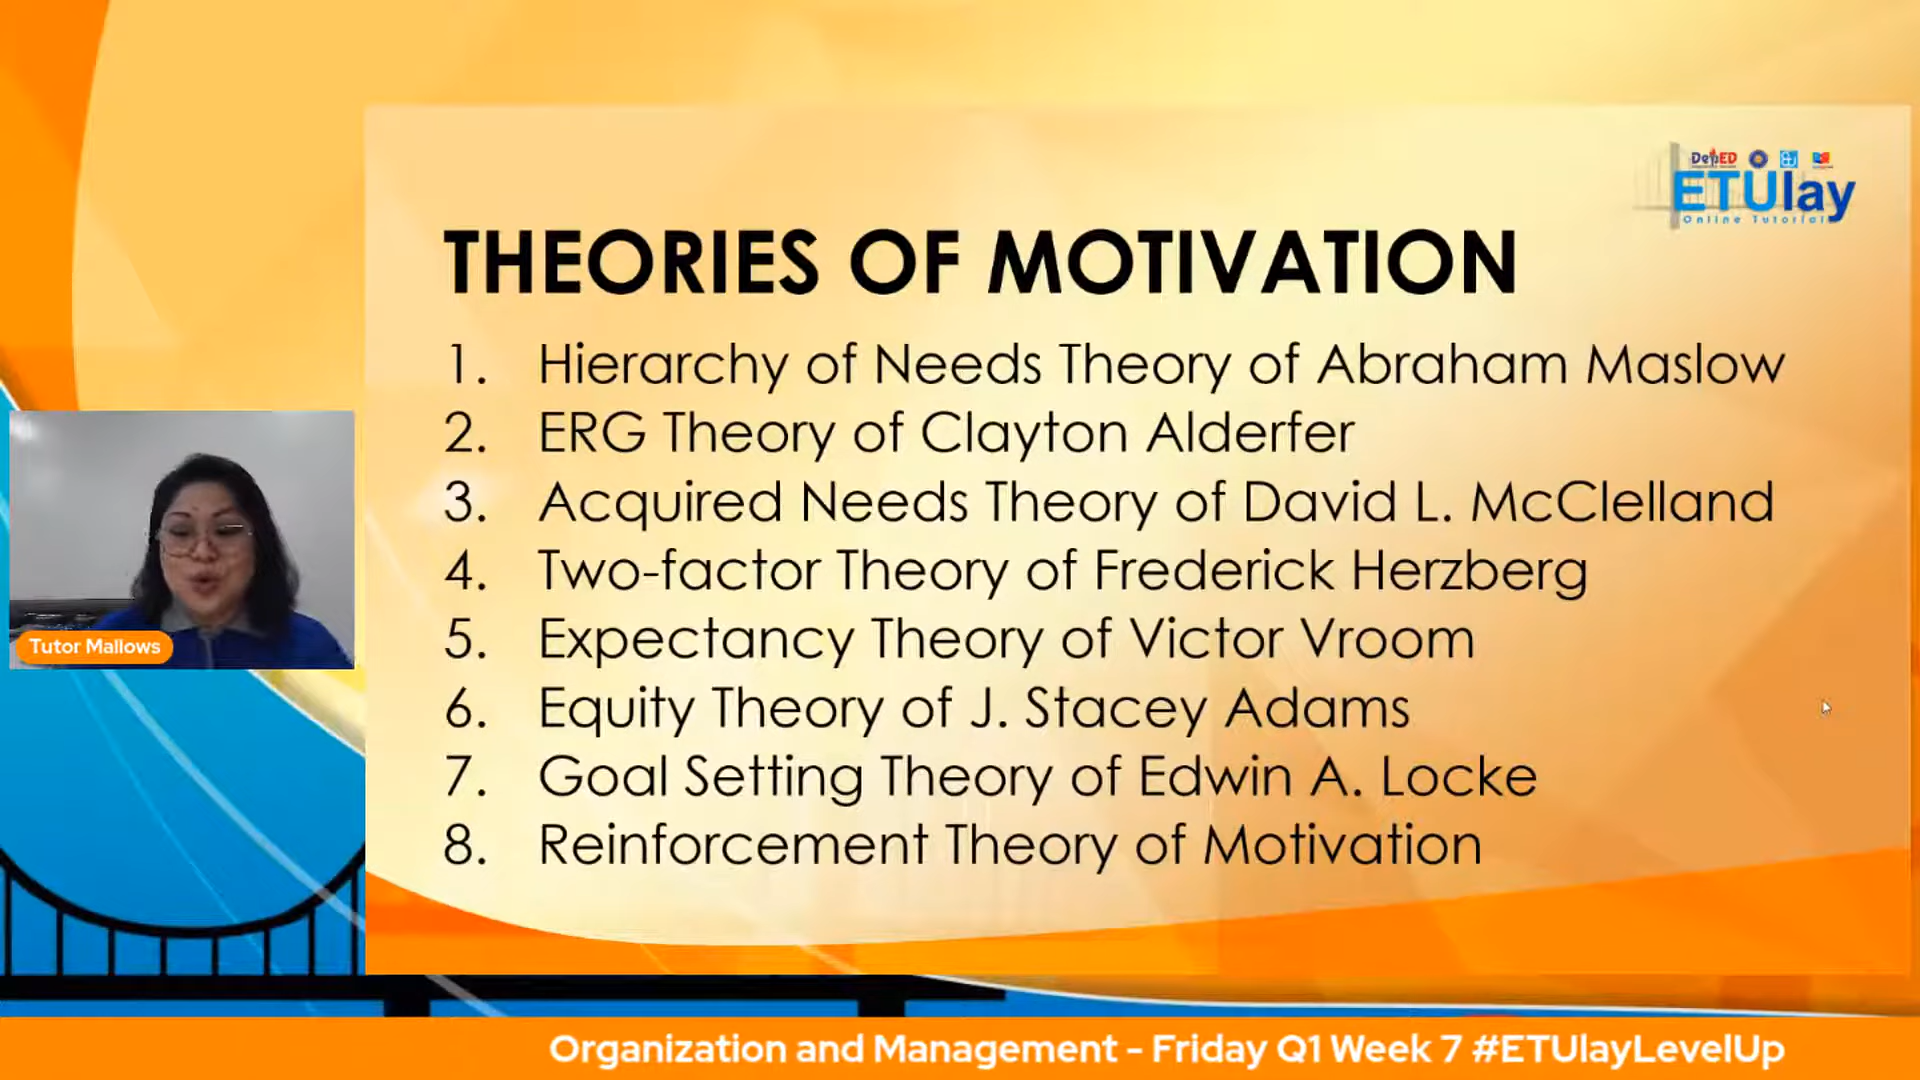 DepED
ETUlay
Online Tutorial
THEORIES OF MOTIVATION
1. Hierarchy of Needs Theory of Abraham Maslow
2. ERG Theory of Clayton Alderfer
3. Acquired Needs Theory of David L. McClelland
4. Two-factor Theory of Frederick Herzberg
5. Expectancy Theory of Victor Vroom
6. Equity Theory of J. Stacey Adams
7. Goal Setting Theory of Edwin A. Locke
8. Reinforcement Theory of Motivation
Tutor Mallows
Organization and Management - Friday Q1 Week 7 #ETUlayLevelUp